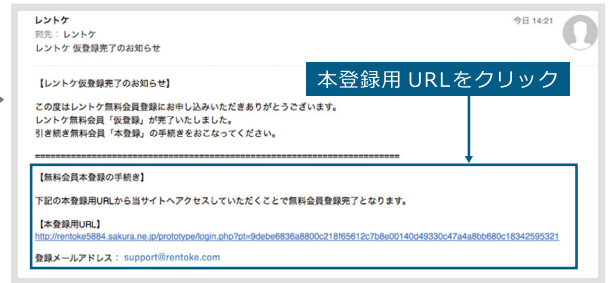 レントケ
今日 14:21
宛先： レントケ
レントケ 仮登録完了のお知らせ
【レントケ仮登録完了のお知らせ】
本登録用 URLをクリック
この度はレントケ無料会員登録にお申し込みいただきありがとうございます。
レントケ無料会員「仮登録」が完了いたしました。
引き続き無料会員「本登録」の手続きをおこなってください。
======================================================================
【無料会員本登録の手続き】
下記の本登録用URLから当サイトへアクセスしていただくことで無料会員登録完了となります。
【本登録用URL】
http://rentoke5884.sakura.ne.jp/prototype/login.php?pt=9debe6836a8800c218f65612c7b8e00140d49330c47a4a8bb680c18342595321
登録メールアドレス： support@rentoke.com